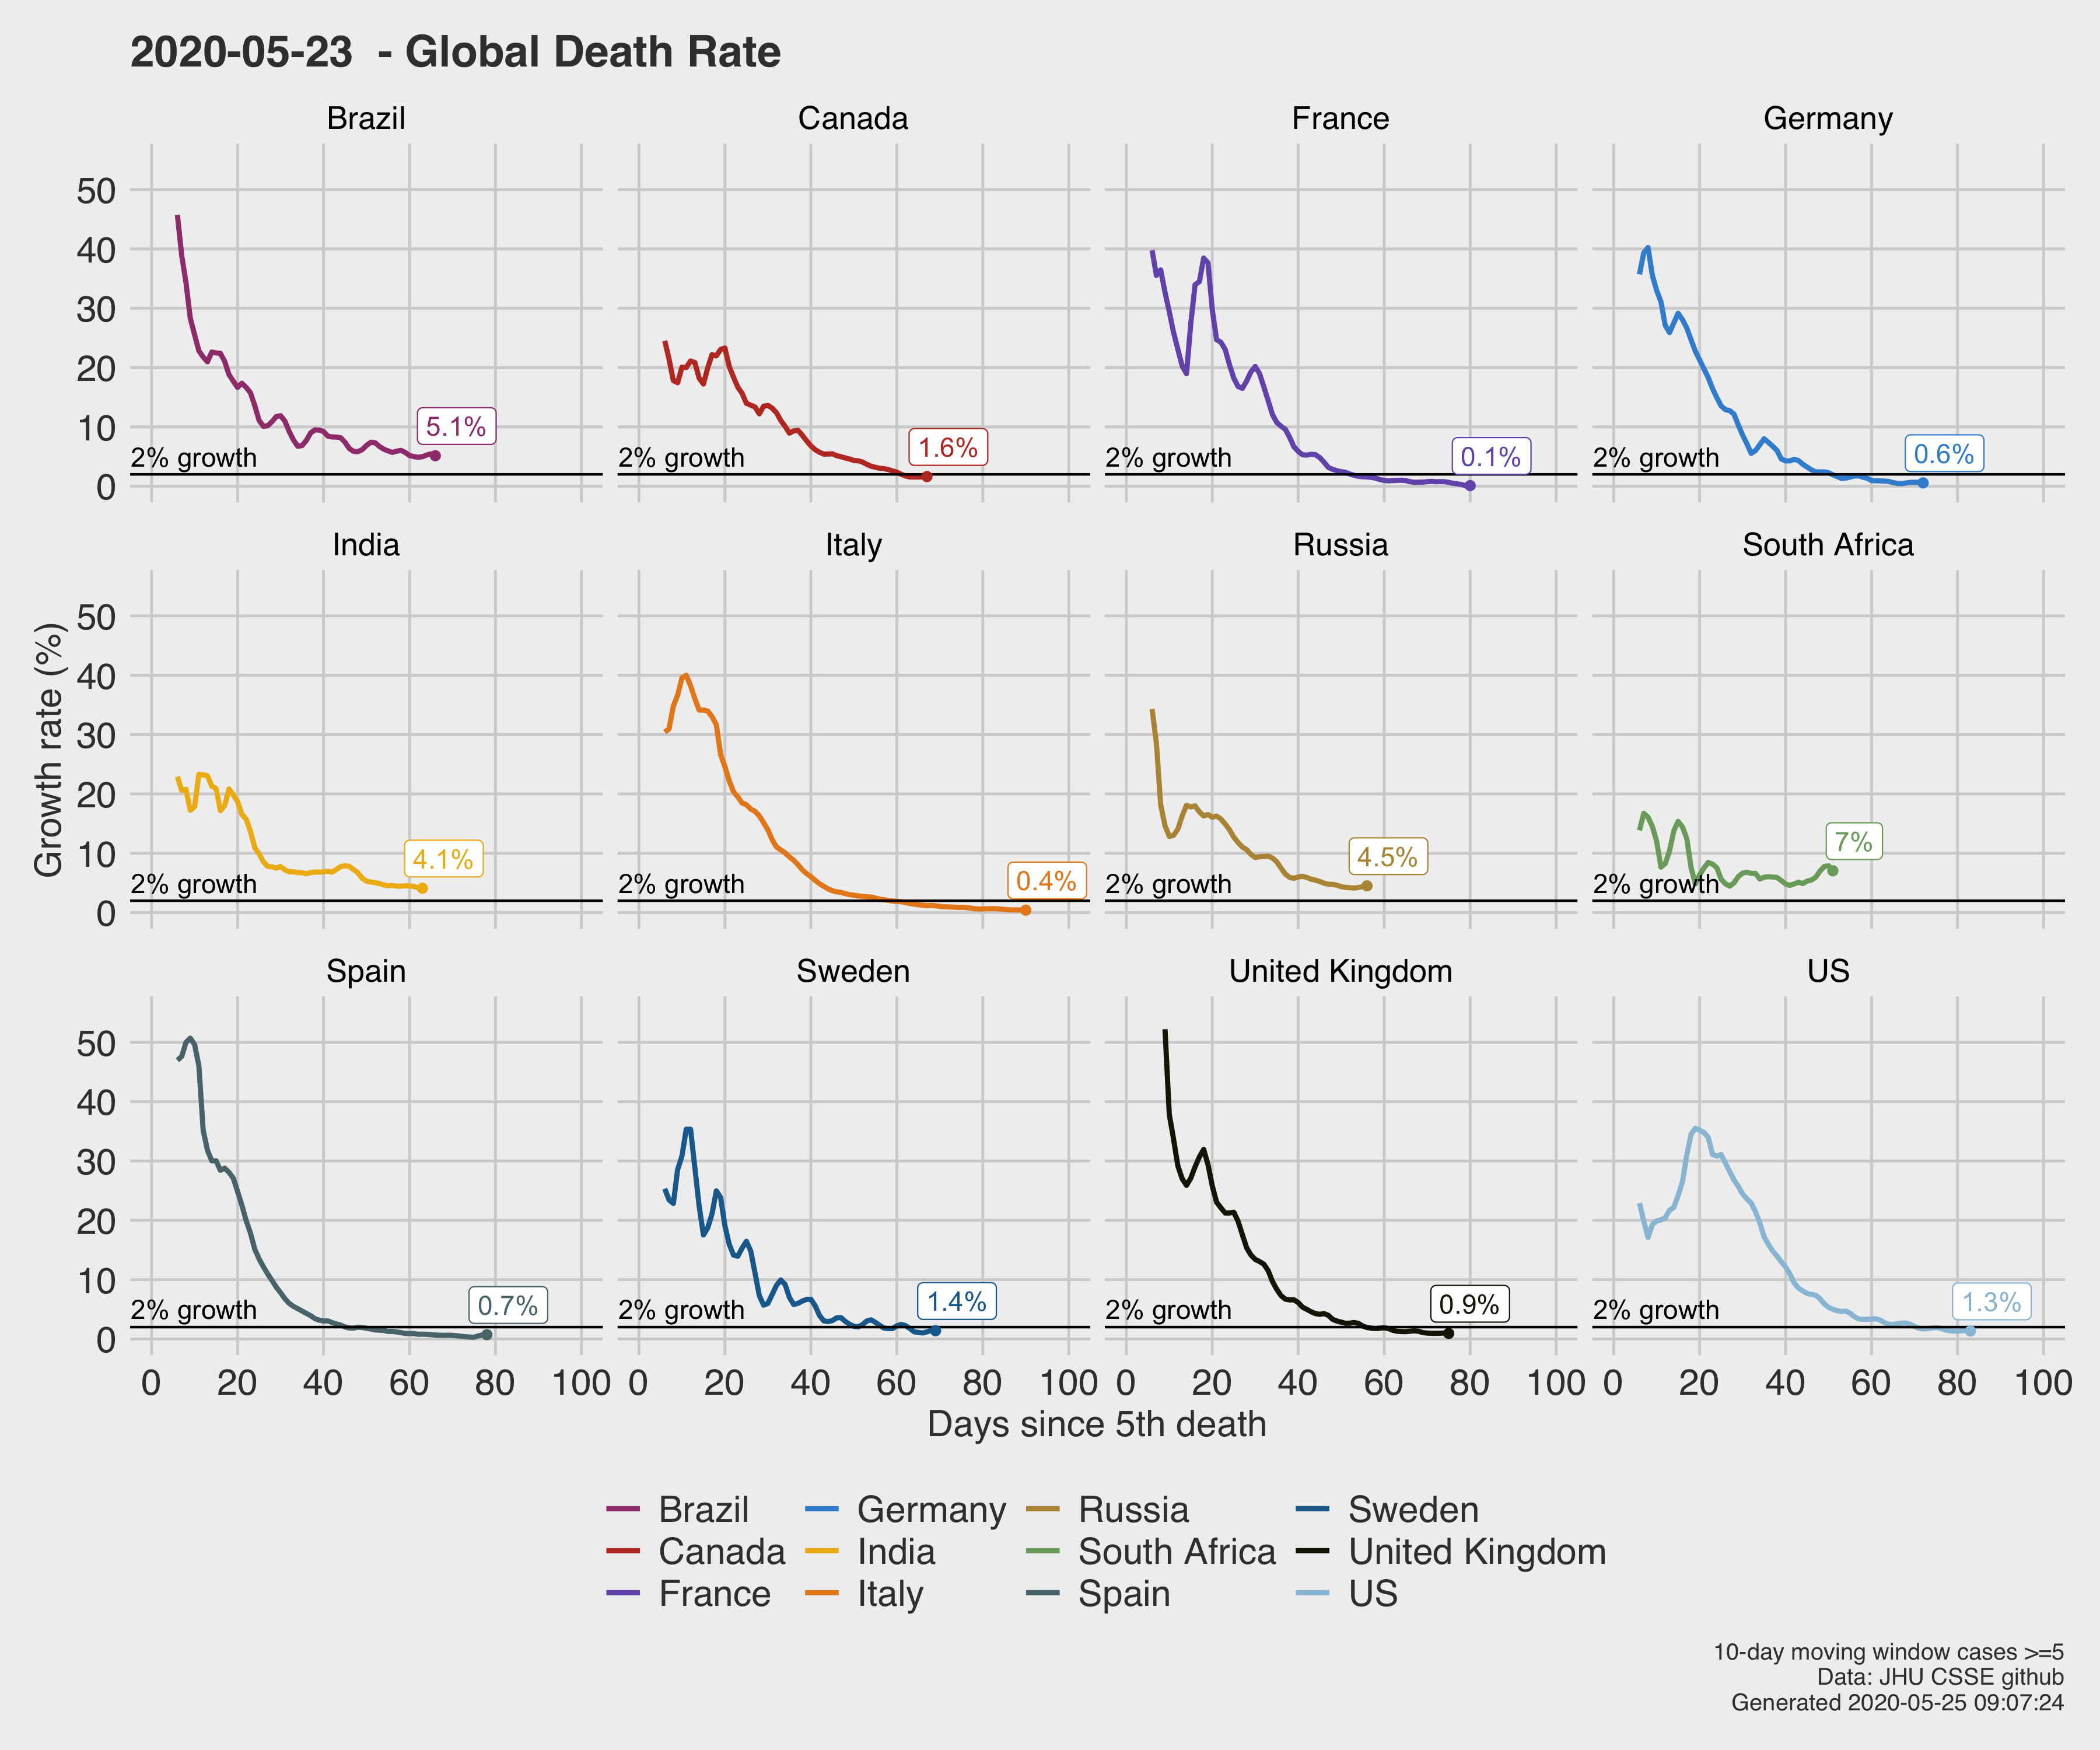 2020-05-23 - Global Death Rate
Brazil
Canada
France
Germany
50
40
30
20
10
0
2% growth
5.1%
2% growth
1.6%
2% growth
0.1%
2% growth
0.6%
India
Italy
Russia
South Africa
Growth rate (%)
50
40
30
20
10
0
2% growth
4.1%
2% growth
0.4%
2% growth
4.5%
2% growth
7%
Spain
Sweden
United Kingdom
US
50
40
30
20
10
0
2% growth
0.7%
2% growth
1.4%
2% growth
0.9%
2% growth
1.3%
0 20 40 60 80 100
0 20 40 60 80 100
0 20 40 60 80 100
0 20 40 60 80 100
Days since 5th death
Brazil
Canada
France
Germany
India
Italy
Russia
South Africa
Spain
Sweden
United Kingdom
US
10-day moving window cases >=5
Data: JHU CSSE github
Generated 2020-05-25 09:07:24